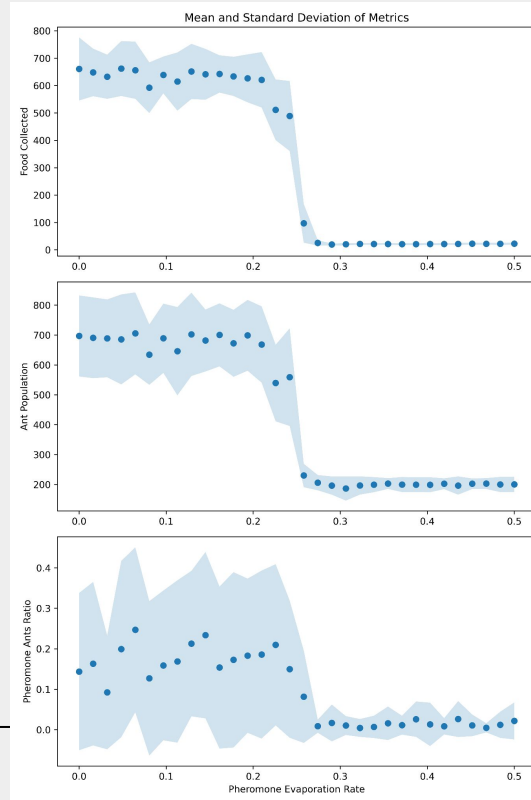 Mean and Standard Deviation of Metrics
800
700
600
500
400
300
200
100
0
Food Collected
0.0 0.1 0.2 0.3 0.4 0.5
800
700
600
500
400
300
200
Ant Population
0.0 0.1 0.2 0.3 0.4 0.5
0.4
0.3
0.2
0.1
0.0
Pheromone Ants Ratio
0.0 0.1 0.2 0.3 0.4 0.5
Pheromone Evaporation Rate